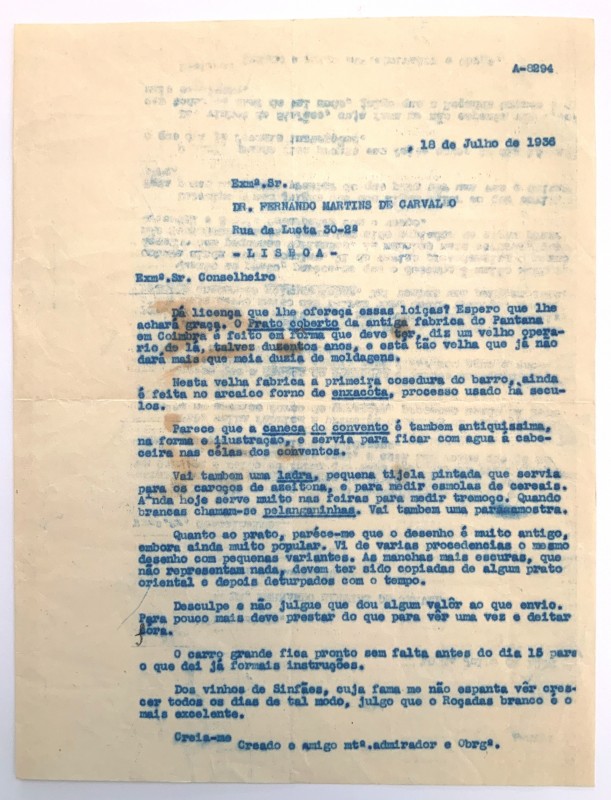 A-8294
, 18 de Julho de 1936
Exmº.Sr.
DR. FERNANDO MARTINS DE CARVAL O
Rua da Lucta 30-2º
- L I S B O A -
Exmº.Sr. Conselheiro
Dá licença que lhe ofereça essas loiças? Espero que lhe
achará graça. O Prato coberto da antiga fabrica do Pantana
em Coimbra e feito em forma que deve ter, diz um velho opera-
rio de lá, talves duzentos anos, e está tão velha que já não
dará mais que meia duzia de moldagens.
Nesta velha fabrica a primeira cosedura do barro, ainda
é feita no arcaico forno de enxacôta, processo usado há secu-
los.
Parece que a caneca do convento é tambem antiquissima,
na forma e ilustração, e servia para ficar com agua á cabe-
ceira nas célas dos conventos.
Vai tambem uma ladra, pequena tijela pintada que servia
para os caroços de azeitona, e para medir esmolas de cereais.
A nda hoje serve muito nas feiras para medir tremoço. Quando
brancas chamam-se pelanganinhas. Vai tambem uma para amostra.
Quanto ao prato, paréce-me que o desenho é muito antigo,
embora ainda muito popular. Vi de varias procedencias o mesmo
desenho com pequenas variantes. As manchas mais escuras, que
não representam nada, devem ter sido copiadas de algum prato
oriental e depois deturpados com o tempo.
Desculpe e não julgue que dou algum valôr ao que envio.
Para pouco mais deve prestar do que para vêr uma vez e deitar
fora.
O carro grande fica pronto sem falta antes do dia 15 para
o que dei já formais instruções.
Dos vinhos de Sinfães, cuja fama me não espanta vêr cres-
cer todos os dias de tal modo, julgo que o Roçadas branco é o
mais excelente.
Creia-me
Creado e amigo mtº.admirador e Obrgº.